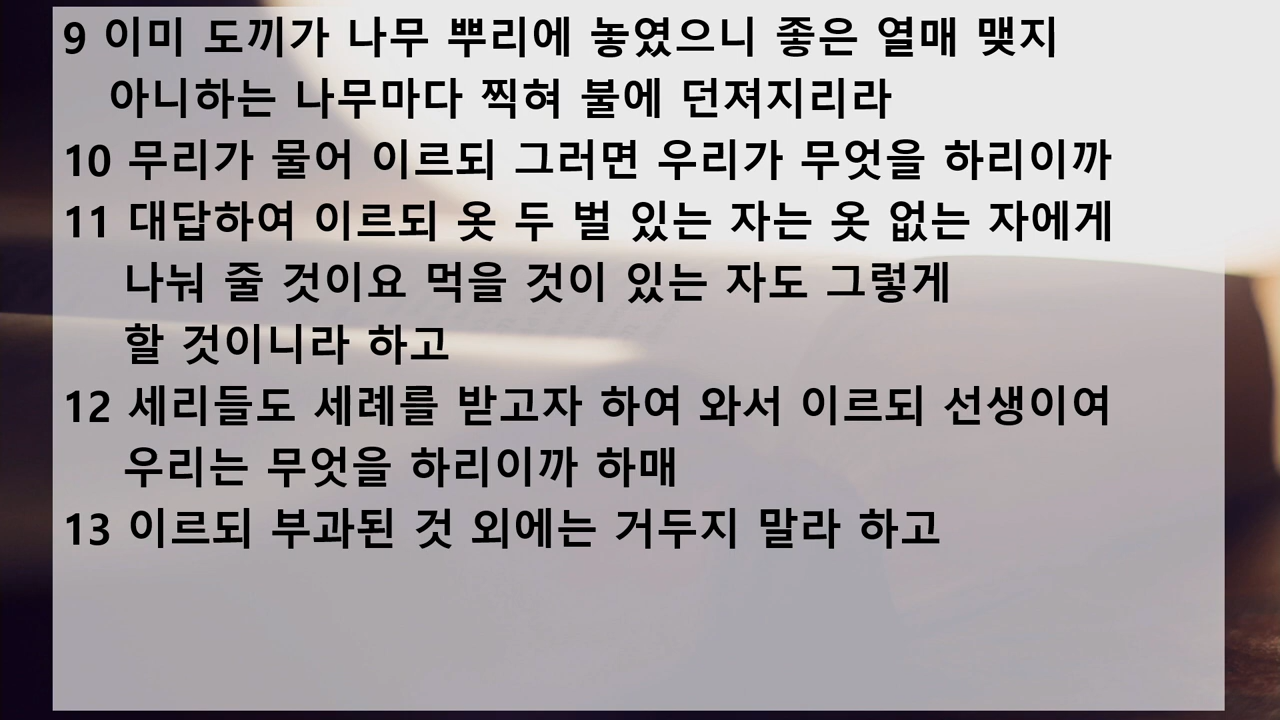 9 이미 도끼가 나무 뿌리에 놓였으니 좋은 열매 맺지
아니하는 나무마다 찍혀 불에 던져지리라
10 무리가 물어 이르되 그러면 우리가 무엇을 하리이까
11 대답하여 이르되 옷 두 벌 있는 자는 옷 없는 자에게
나눠 줄 것이요 먹을 것이 있는 자도 그렇게
할 것이니라 하고
12 세리들도 세례를 받고자 하여 와서 이르되 선생이여
우리는 무엇을 하리이까 하매
13 이르되 부과된 것 외에는 거두지 말라 하고